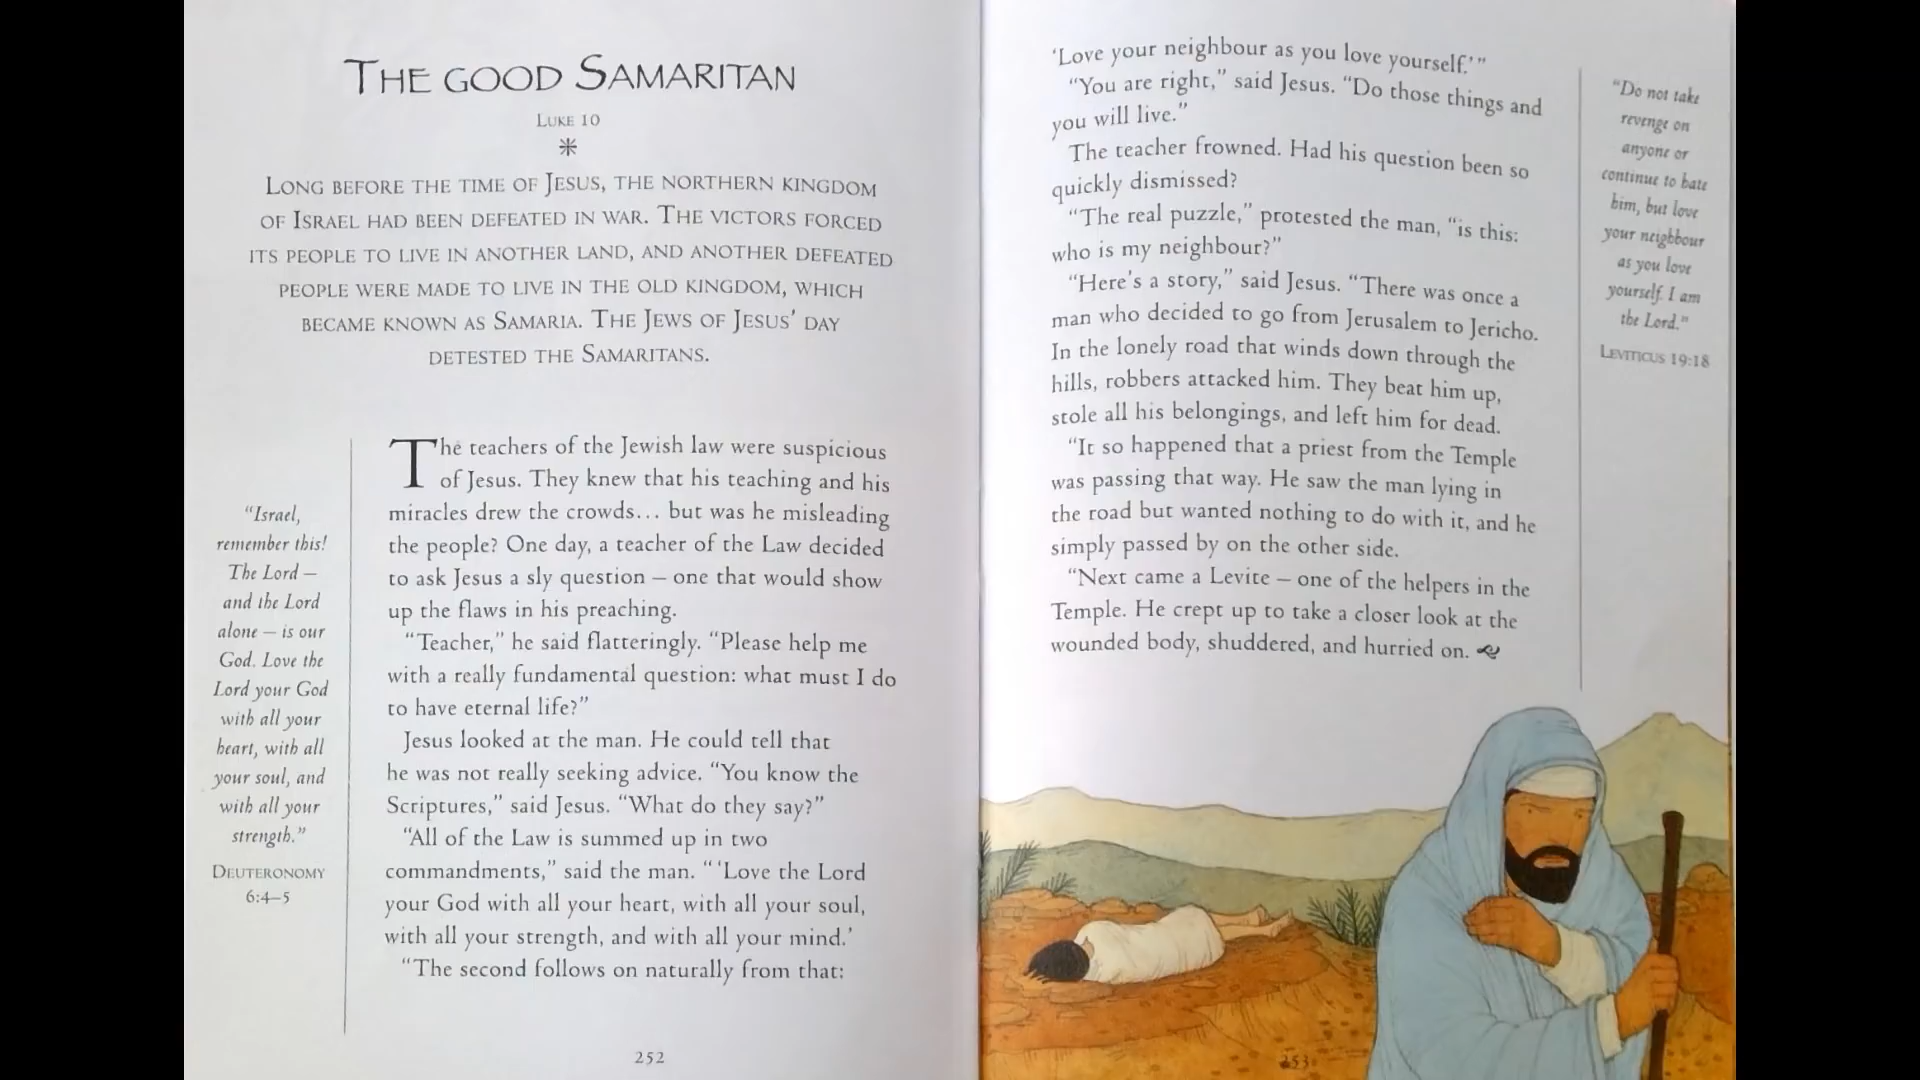 THE GOOD SAMARITAN
LUKE 10
LONG BEFORE THE TIME OF JESUS, THE NORTHERN KINGDOM
OF ISRAEL HAD BEEN DEFEATED IN WAR. THE VICTORS FORCED
ITS PEOPLE TO LIVE IN ANOTHER LAND, AND ANOTHER DEFEATED
PEOPLE WERE MADE TO LIVE IN THE OLD KINGDOM, WHICH
BECAME KNOWN AS SAMARIA. THE JEWS OF JESUS’ DAY
DETESTED THE SAMARITANS.
“Israel,
remember this!
The Lord –
and the Lord
alone – is our
God. Love the
Lord your God
with all your
heart, with all
your soul, and
with all your
strength.”
DEUTERONOMY
6:4–5
The teachers of the Jewish law were suspicious
of Jesus. They knew that his teaching and his
miracles drew the crowds… but was he misleading
the people? One day, a teacher of the Law decided
to ask Jesus a sly question – one that would show
up the flaws in his preaching.
“Teacher,” he said flatteringly. “Please help me
with a really fundamental question: what must I do
to have eternal life?”
Jesus looked at the man. He could tell that
he was not really seeking advice. “You know the
Scriptures,” said Jesus. “What do they say?”
“All of the Law is summed up in two
commandments,” said the man. “ ‘Love the Lord
your God with all your heart, with all your soul,
with all your strength, and with all your mind.’
“The second follows on naturally from that:
252
‘Love your neighbour as you love yourself.’ ”
“You are right,” said Jesus. “Do those things and
you will live.”
The teacher frowned. Had his question been so
quickly dismissed?
“The real puzzle,” protested the man, “is this:
who is my neighbour?”
“Here’s a story,” said Jesus. “There was once a
man who decided to go from Jerusalem to Jericho.
In the lonely road that winds down through the
hills, robbers attacked him. They beat him up,
stole all his belongings, and left him for dead.
“It so happened that a priest from the Temple
was passing that way. He saw the man lying in
the road but wanted nothing to do with it, and he
simply passed by on the other side.
“Next came a Levite – one of the helpers in the
Temple. He crept up to take a closer look at the
wounded body, shuddered, and hurried on.
“Do not take
revenge on
anyone or
continue to hate
him, but love
your neighbour
as you love
yourself. I am
the Lord.”
LEVITICUS 19:18
253